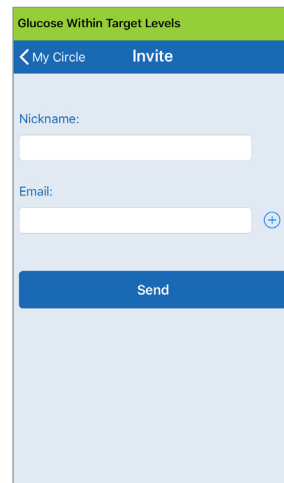 Glucose Within Target Levels
My Circle Invite
Nickname:
Email:
Send